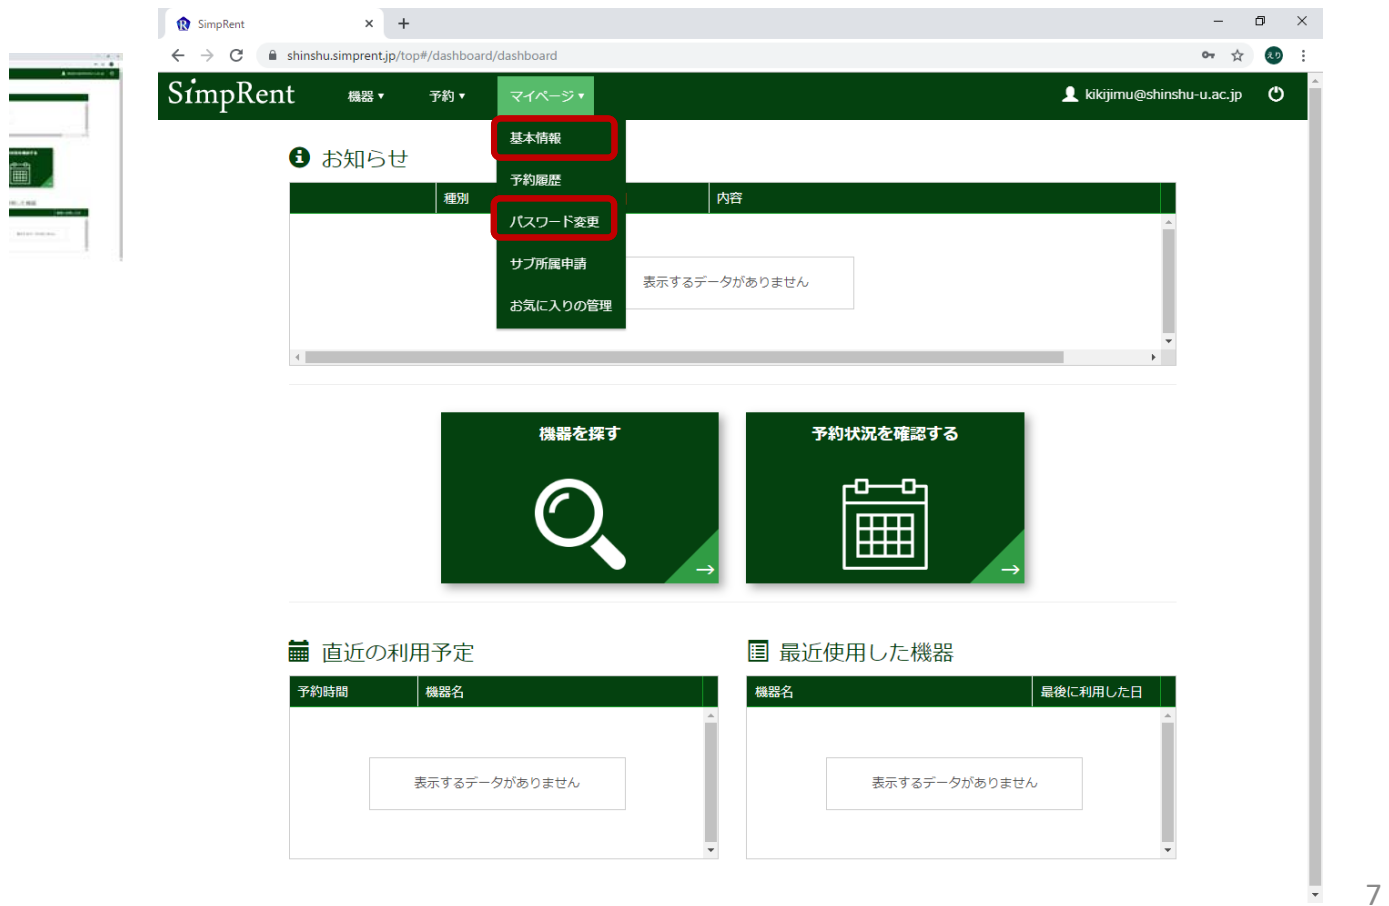 SimpRent
shinshu.simprent.jp/top#/dashboard/dashboard
えり
SimpRent
機器▼
予約▼
マイページ▼
kikijimu@shinshu-u.ac.jp
基本情報
予約履歴
パスワード変更
サブ所属申請
お気に入りの管理
お知らせ
種別
内容
表示するデータがありません
機器を探す
予約状況を確認する
直近の利用予定
最近使用した機器
予約時間
機器名
機器名
最後に利用した日
表示するデータがありません
表示するデータがありません
7